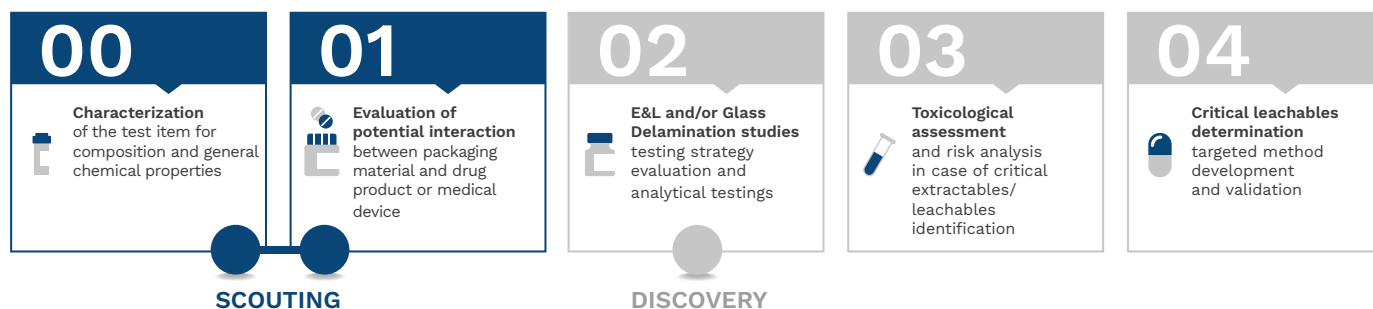 00
Characterization
of the test item for
composition and general
chemical properties
01
Evaluation of
potential interaction
between packaging
material and drug
product or medical
device
02
E&L and/or Glass
Delamination studies
testing strategy
evaluation and
analytical testings
03
Toxicological
assessment
and risk analysis
in case of critical
extractables/
leachables
identification
04
Critical leachables
determination
targeted method
development
and validation
SCOUTING
DISCOVERY